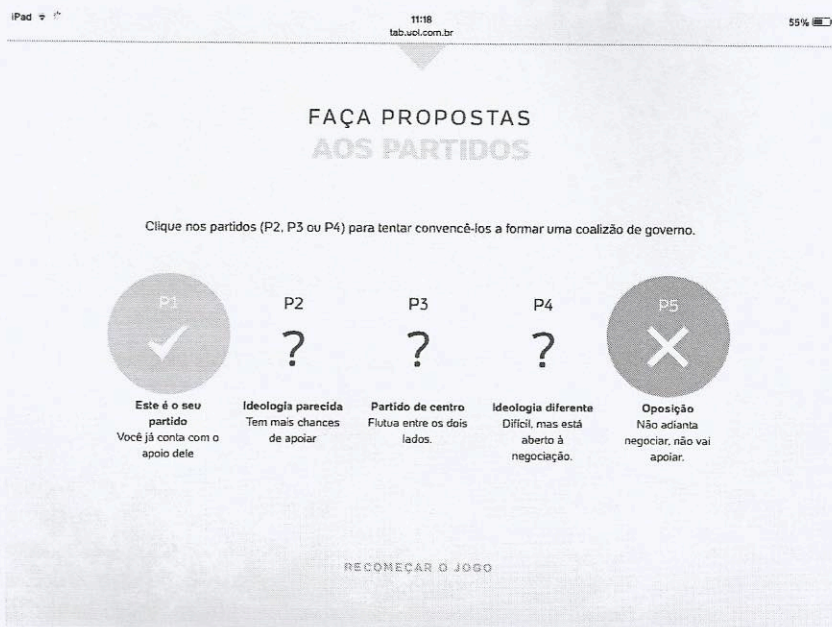 iPad
11:18
55%
tab.uol.com.br
FAÇA PROPOSTAS
AOS PARTIDOS
Clique nos partidos (P2, P3 ou P4) para tentar convencê-los a formar uma coalizão de governo.
P1
Este é o seu
partido
Você já conta com o
apoio dele
P2
?
Ideologia parecida
Tem mais chances
de apoiar
P3
?
Partido de centro
Flutua entre os dois
lados.
P4
?
Ideologia diferente
Difícil, mas está
aberto à
negociação.
P5
Oposição
Não adianta
negociar, não vai
apoiar.
RECOMEÇAR O JOGO